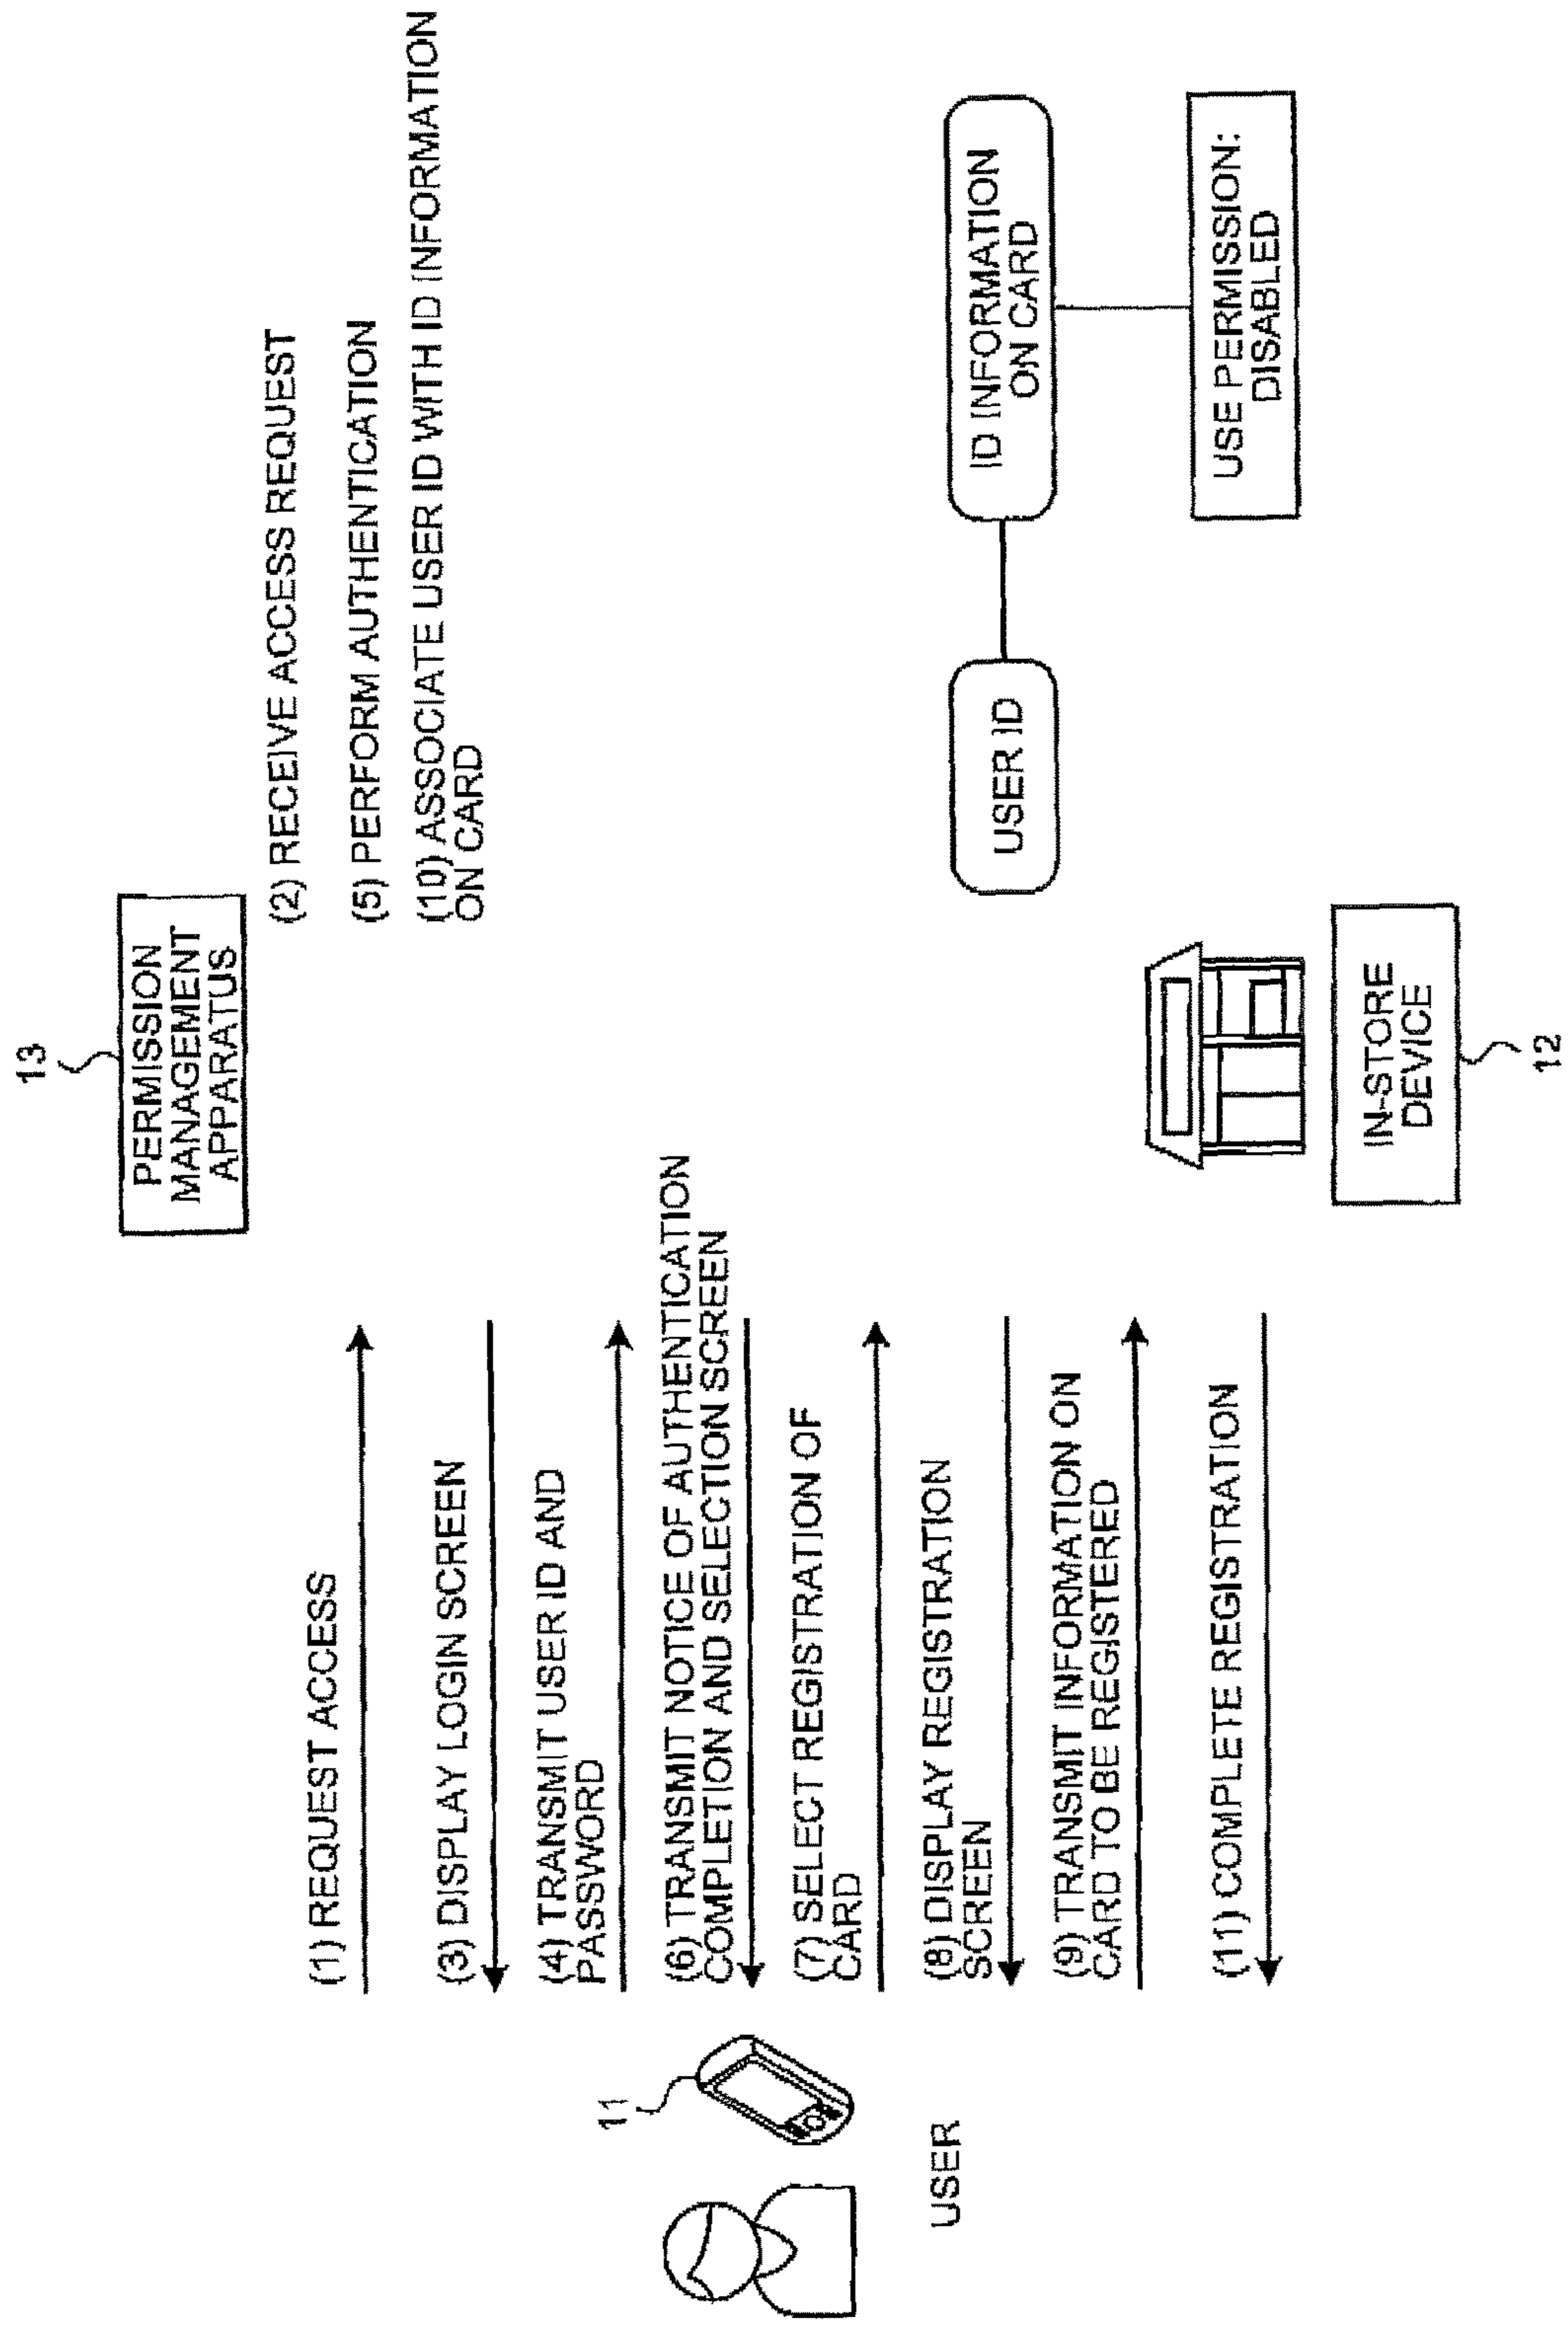 13
PERMISSION
MANAGEMENT
APPARATUS
(2) RECEIVE ACCESS REQUEST
(5) PERFORM AUTHENTICATION
(10) ASSOCIATE USER ID WITH ID INFORMATION
ON CARD
(1) REQUEST ACCESS
(3) DISPLAY LOGIN SCREEN
(4) TRANSMIT USER ID AND
PASSWORD
(6) TRANSMIT NOTICE OF AUTHENTICATION
COMPLETION AND SELECTION SCREEN
(7) SELECT REGISTRATION OF
CARD
(8) DISPLAY REGISTRATION
SCREEN
(9) TRANSMIT INFORMATION ON
CARD TO BE REGISTERED
(11) COMPLETE REGISTRATION
11
USER
USER ID
ID INFORMATION
ON CARD
USE PERMISSION:
DISABLED
IN-STORE
DEVICE
12